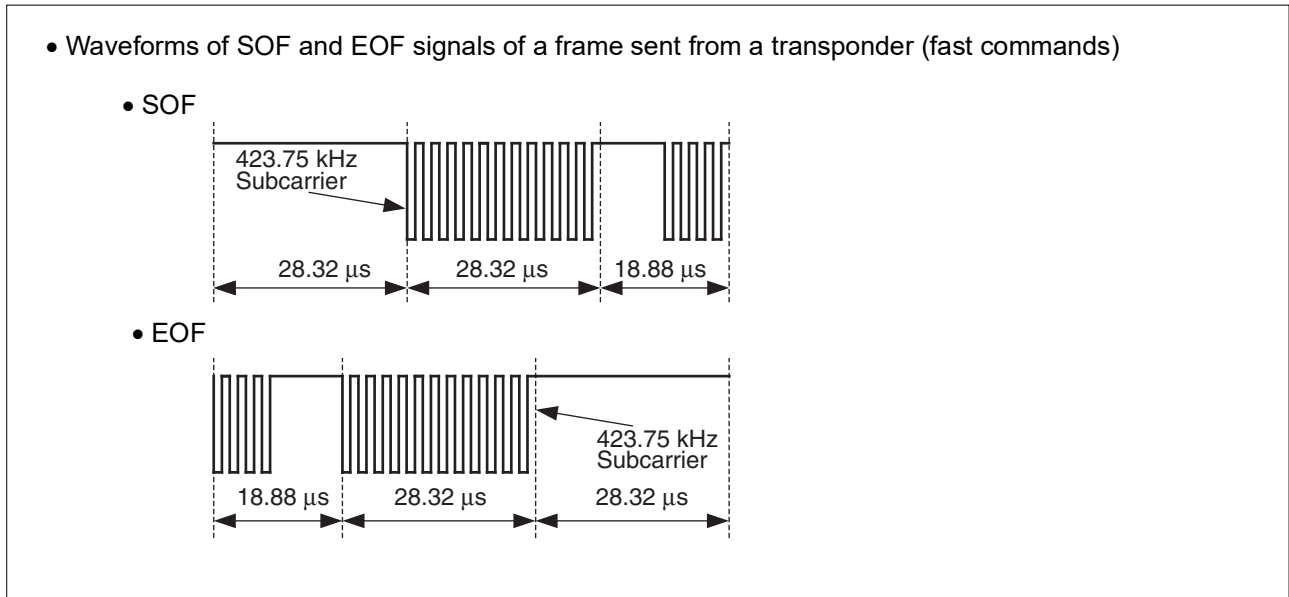 • Waveforms of SOF and EOF signals of a frame sent from a transponder (fast commands)
• SOF
423.75 kHz
Subcarrier
28.32 μs
28.32 μs
18.88 μs
• EOF
423.75 kHz
Subcarrier
18.88 μs
28.32 μs
28.32 μs